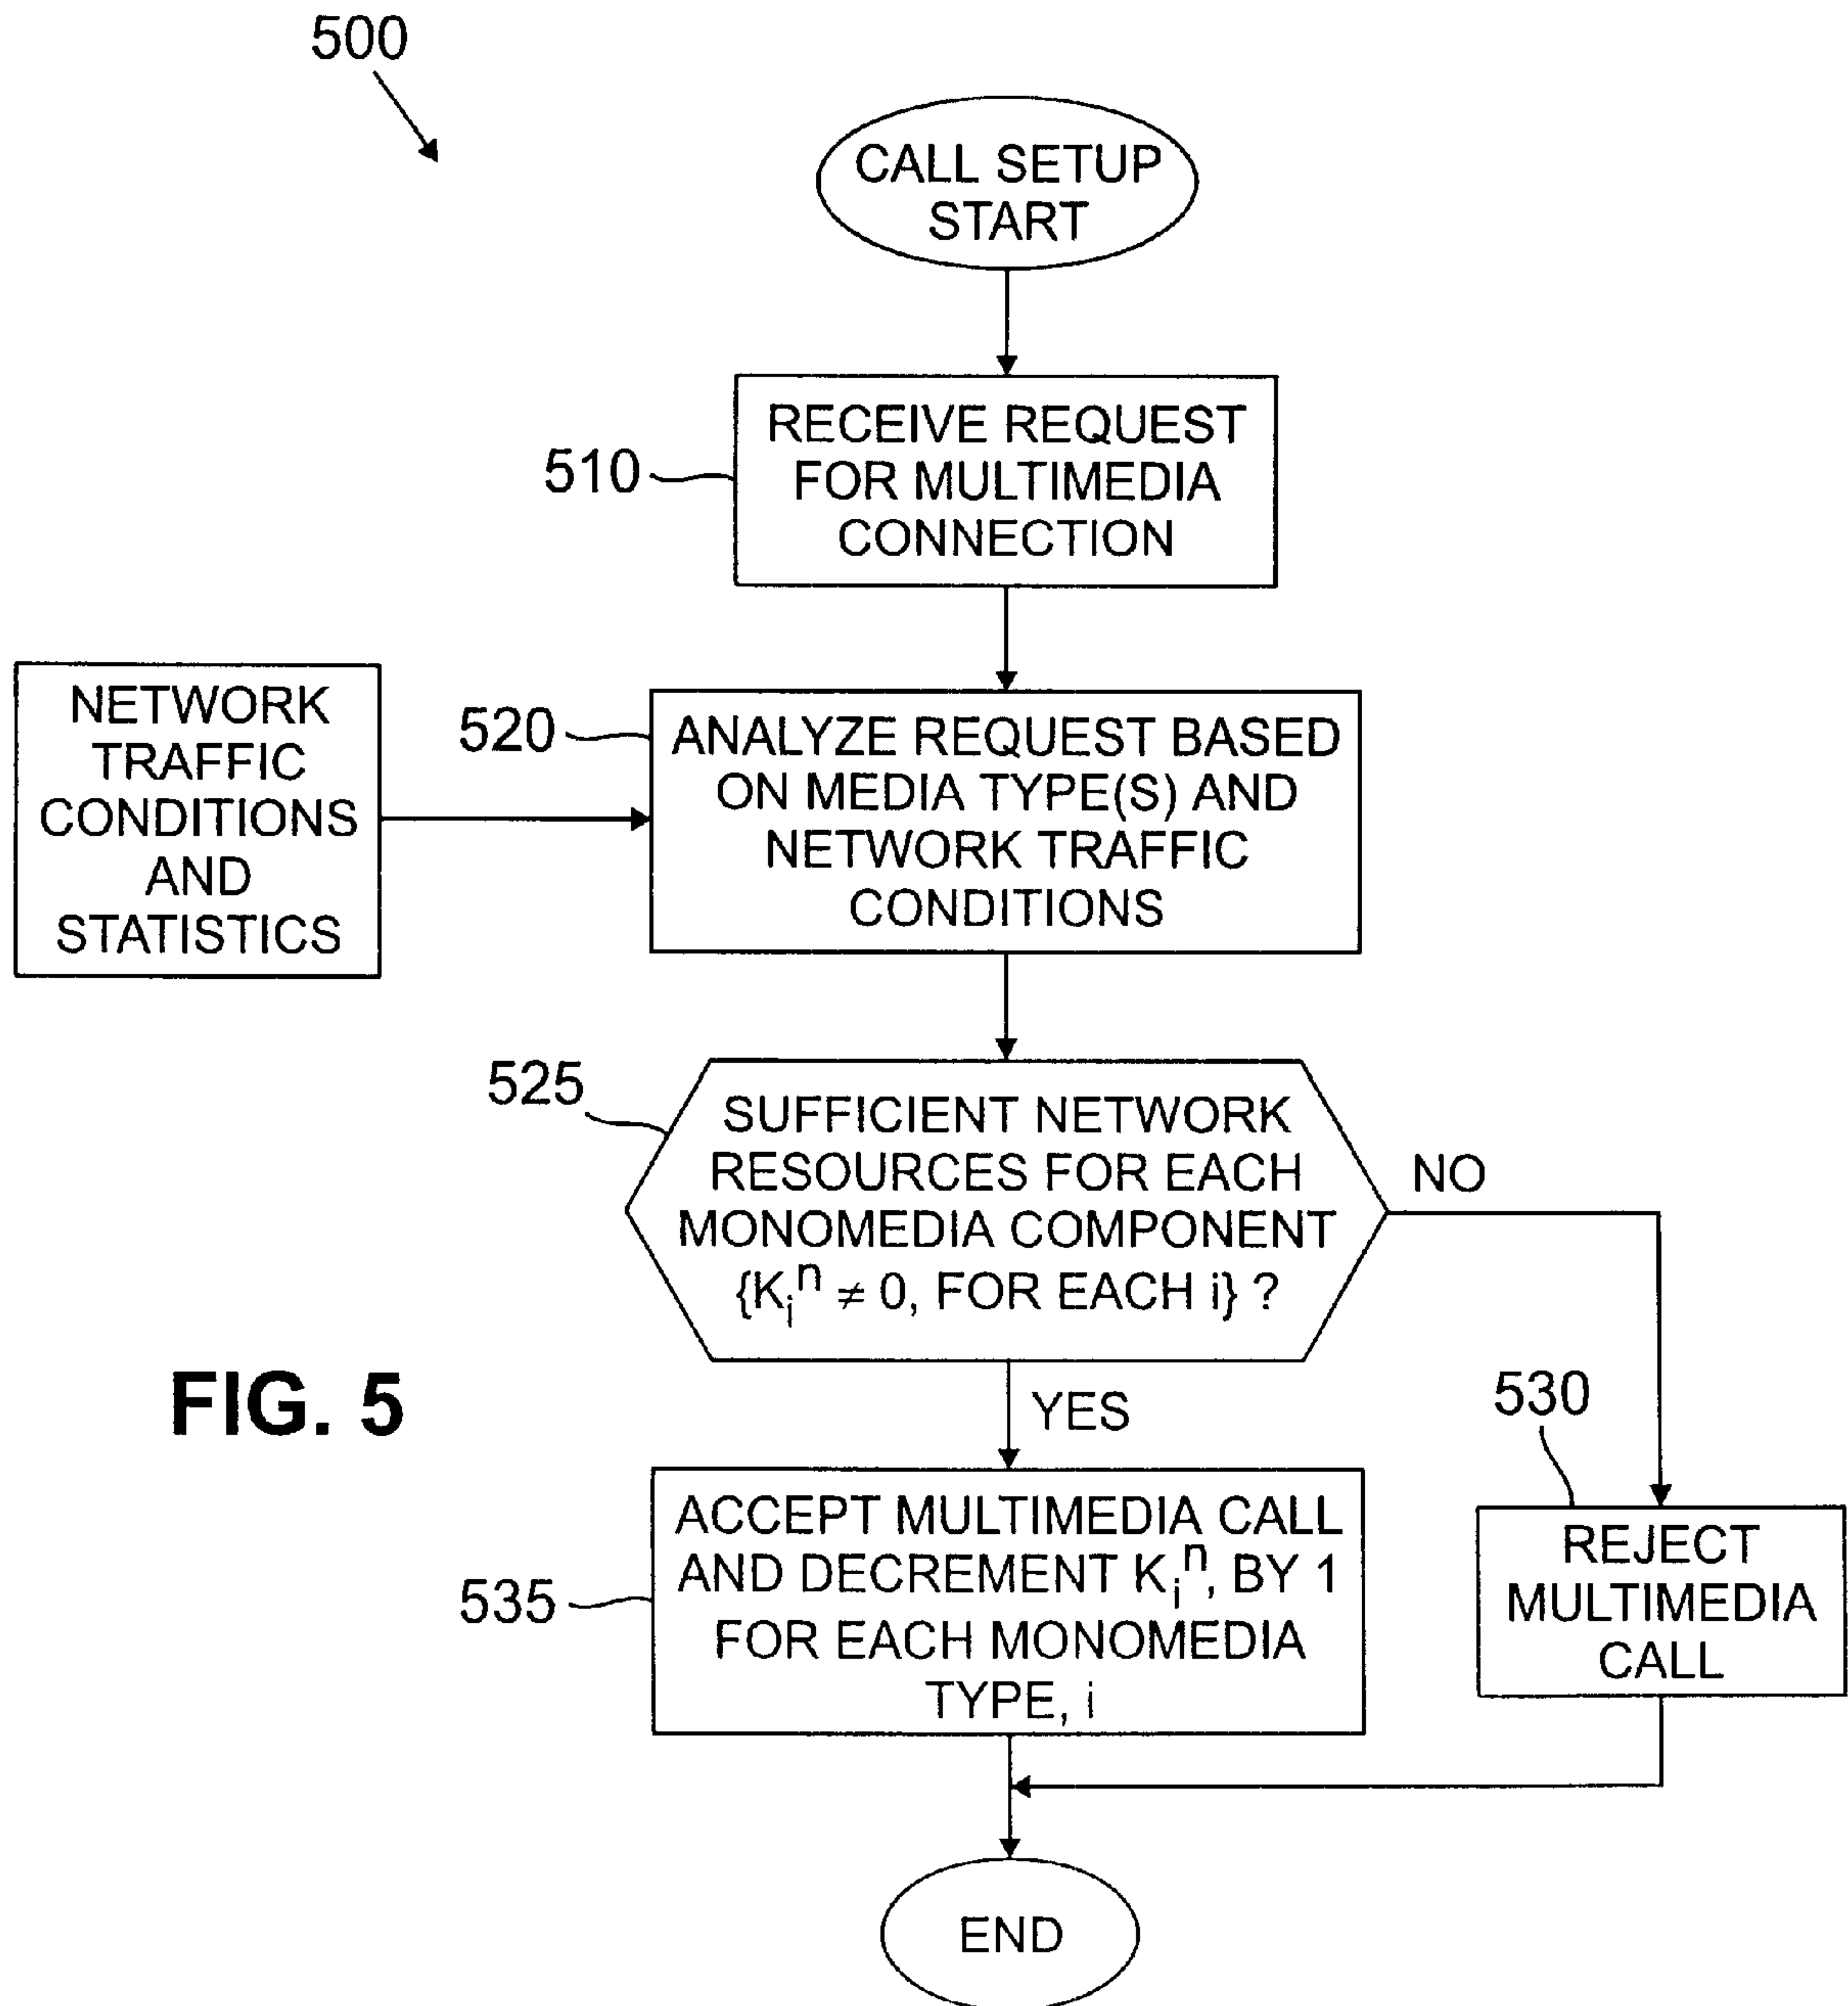 500
CALL SETUP
START
510
RECEIVE REQUEST
FOR MULTIMEDIA
CONNECTION
NETWORK
TRAFFIC
CONDITIONS
AND
STATISTICS
520
ANALYZE REQUEST BASED
ON MEDIA TYPE(S) AND
NETWORK TRAFFIC
CONDITIONS
525
SUFFICIENT NETWORK
RESOURCES FOR EACH
MONOMEDIA COMPONENT
{K_i^n ≠ 0, FOR EACH i} ?
NO
YES
FIG. 5
530
535
ACCEPT MULTIMEDIA CALL
AND DECREMENT K_i^n, BY 1
FOR EACH MONOMEDIA
TYPE, i
REJECT
MULTIMEDIA
CALL
END